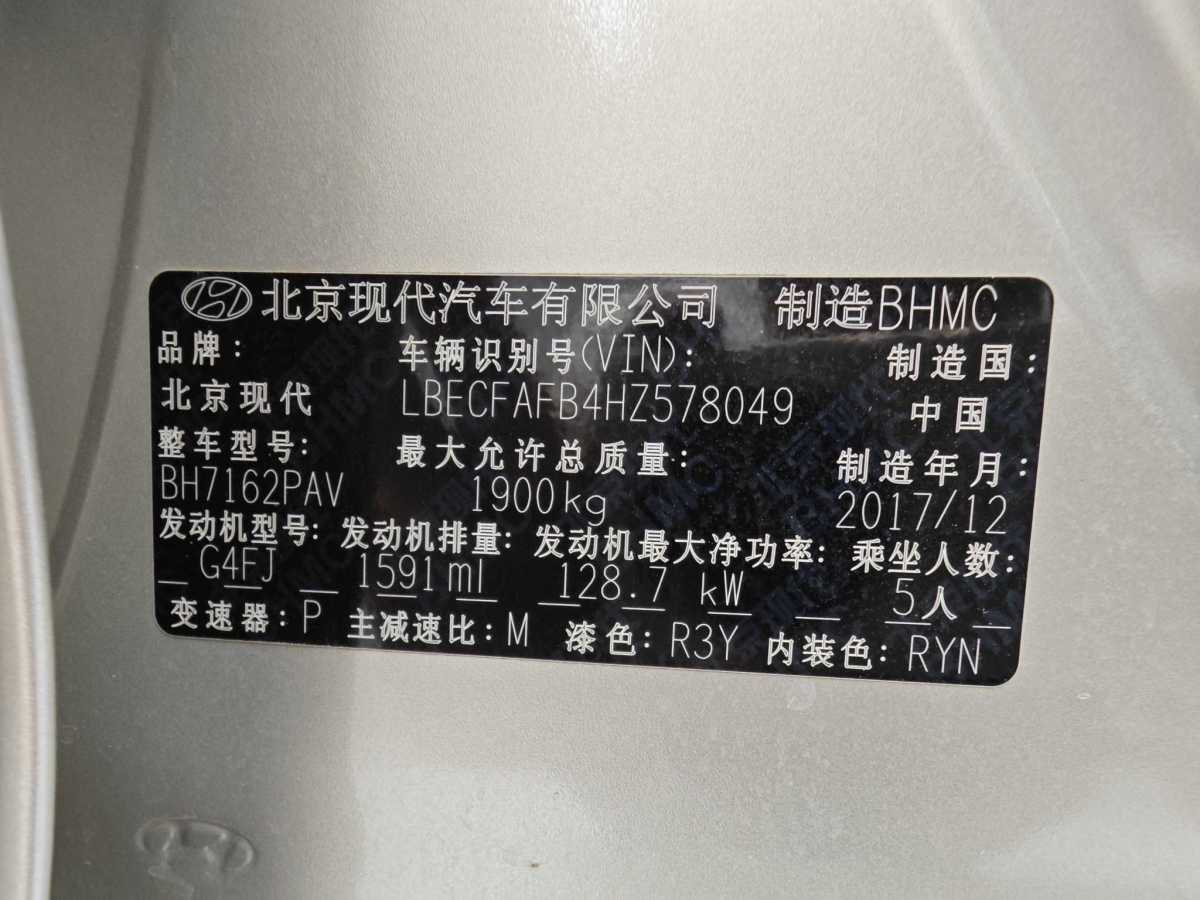 北京现代汽车有限公司 制造BHMC
品牌: 车辆识别号(VIN): 制造国:
北京现代 LBECFAFB4HZ578049 中国
整车型号: 最大允许总质量: 制造年月:
BH7162PAV 1900kg 2017/12
发动机型号: 发动机排量: 发动机最大净功率: 乘坐人数:
G4FJ 1591ml 128.7 kW 5人
变速器: P 主减速比: M 漆色: R3Y 内装色: RYN